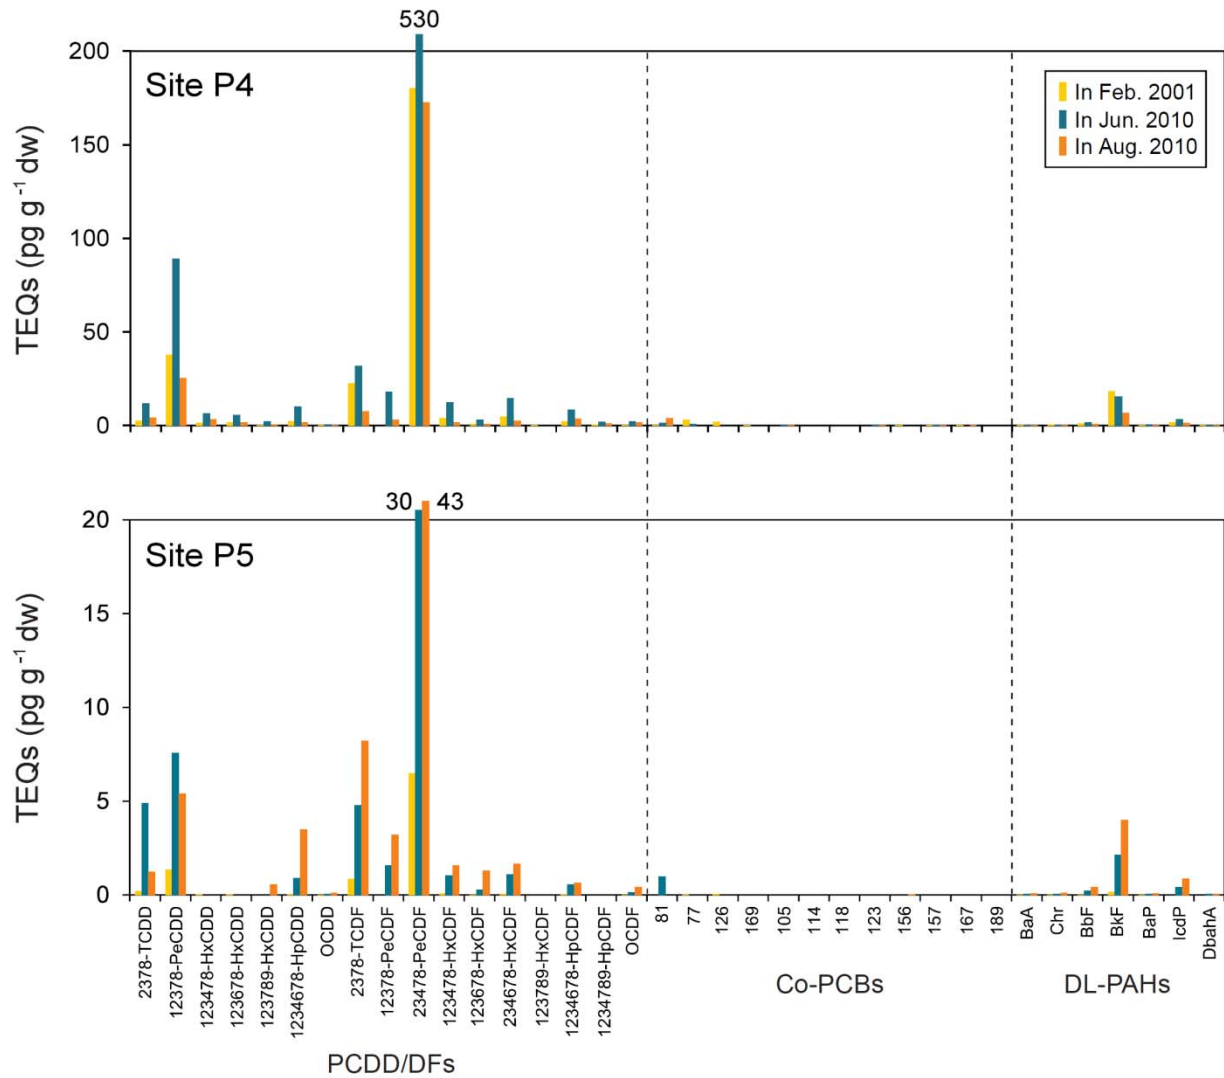 530
200
Site P4
In Feb. 2001
In Jun. 2010
In Aug. 2010
150
100
50
0
TEQs (pg g⁻¹ dw)
30 43
20
Site P5
15
10
5
0
TEQs (pg g⁻¹ dw)
2378-TCDD
12378-PeCDD
123478-HxCDD
123678-HxCDD
123789-HxCDD
1234678-HpCDD
OCDD
2378-TCDF
12378-PeCDF
23478-PeCDF
123478-HxCDF
123678-HxCDF
234678-HxCDF
123789-HxCDF
1234678-HpCDF
1234789-HpCDF
OCDF
81
77
126
169
105
114
118
123
156
157
167
189
BaA
Chr
BbF
BkF
BaP
IcdP
DbahA
Co-PCBs
DL-PAHs
PCDD/DFs